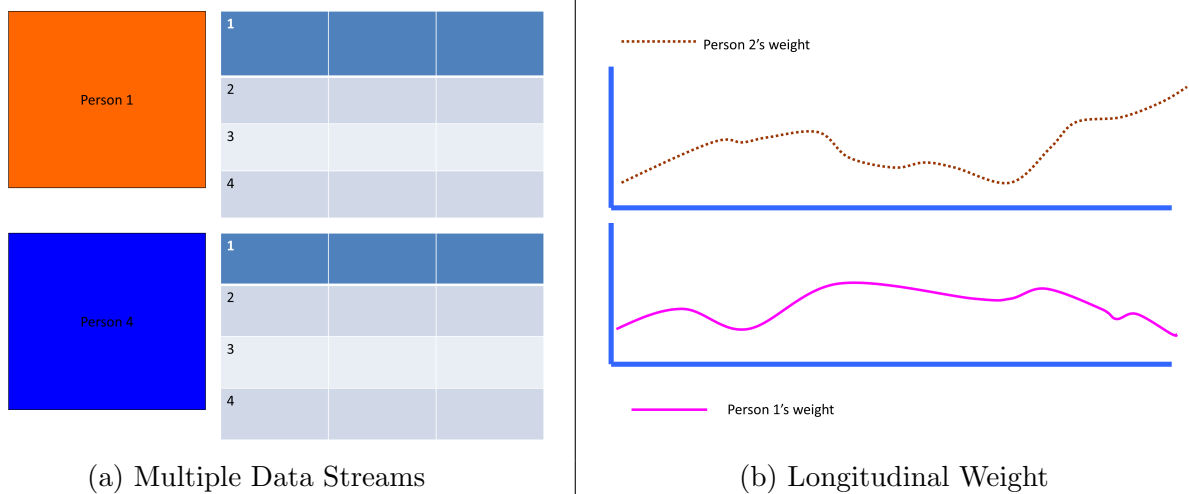 Person 1
1
2
3
4
Person 4
1
2
3
4
(a) Multiple Data Streams
Person 2’s weight
Person 1’s weight
(b) Longitudinal Weight